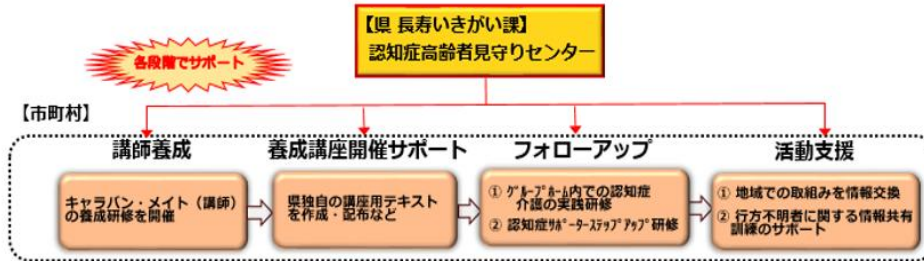 【県 長寿いきがい課】
認知症高齢者見守りセンター
各段階でサポート
【市町村】
講師養成
キャラバン・メイト（講師）
の養成研修を開催
養成講座開催サポート
県独自の講座用テキスト
を作成・配布など
フォローアップ
① ｸﾞﾙｰﾌﾟﾎｰﾑ内での認知症
介護の実践研修
② 認知症ｻﾎﾟｰﾀｰｽﾃｯﾌﾟｱｯﾌﾟ研修
活動支援
① 地域での取組みを情報交換
② 行方不明者に関する情報共有
訓練のサポート